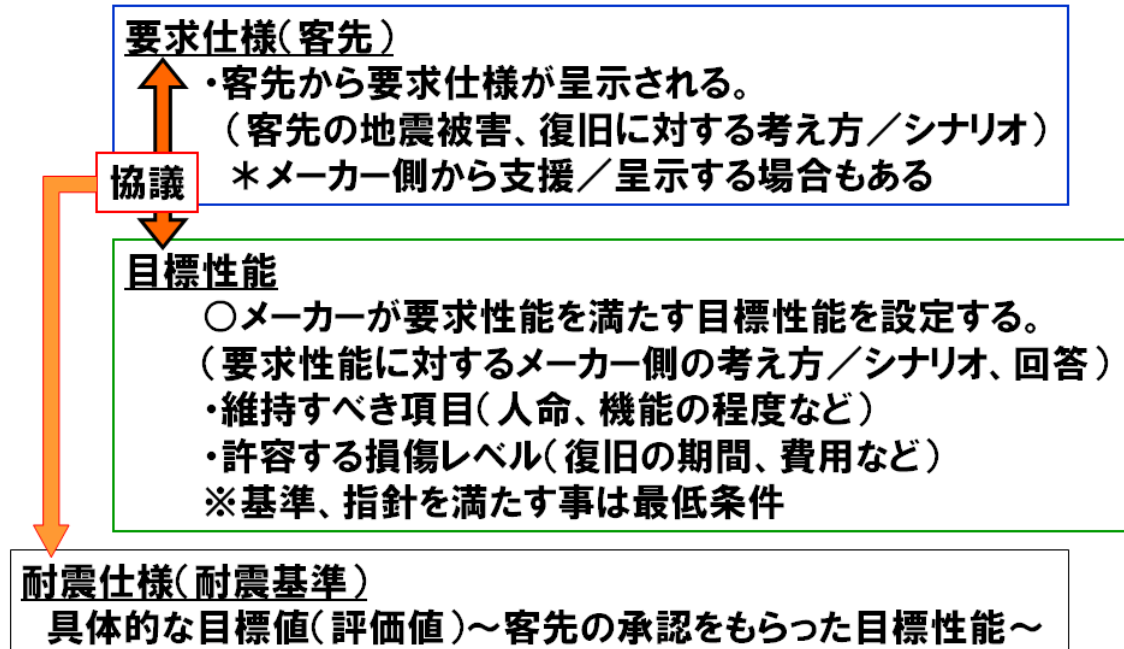 要求仕様(客先)
・客先から要求仕様が呈示される。
(客先の地震被害、復旧に対する考え方/シナリオ)
協議
*メーカー側から支援/呈示する場合もある
目標性能
○メーカーが要求性能を満たす目標性能を設定する。
(要求性能に対するメーカー側の考え方/シナリオ、回答)
・維持すべき項目(人命、機能の程度など)
・許容する損傷レベル(復旧の期間、費用など)
※基準、指針を満たす事は最低条件
耐震仕様(耐震基準)
具体的な目標値(評価値)~客先の承認をもらった目標性能~